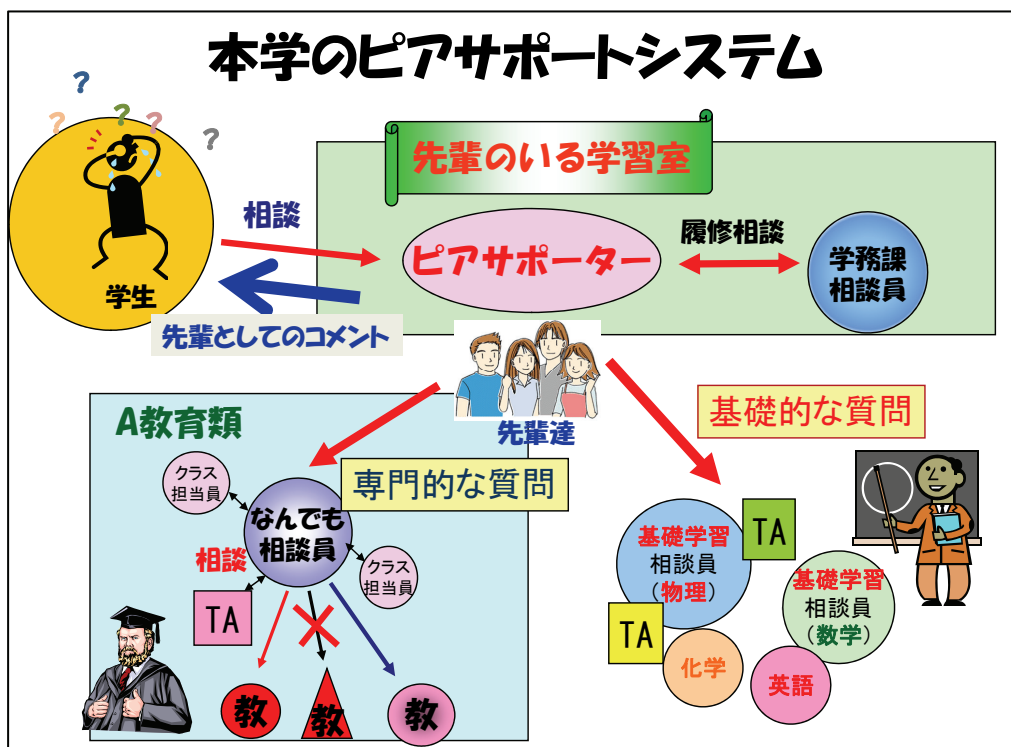 本学のピアサポートシステム
? ? ? ? ?
先輩のいる学習室
相談
ピアサポーター
履修相談
学務課
相談員
学生
先輩としてのコメント
先輩達
基礎的な質問
A教育類
専門的な質問
クラス
担当員
なんでも
相談員
相談
クラス
担当員
TA
教
教
教
基礎学習
相談員
(物理)
TA
基礎学習
相談員
(数学)
TA
化学
英語